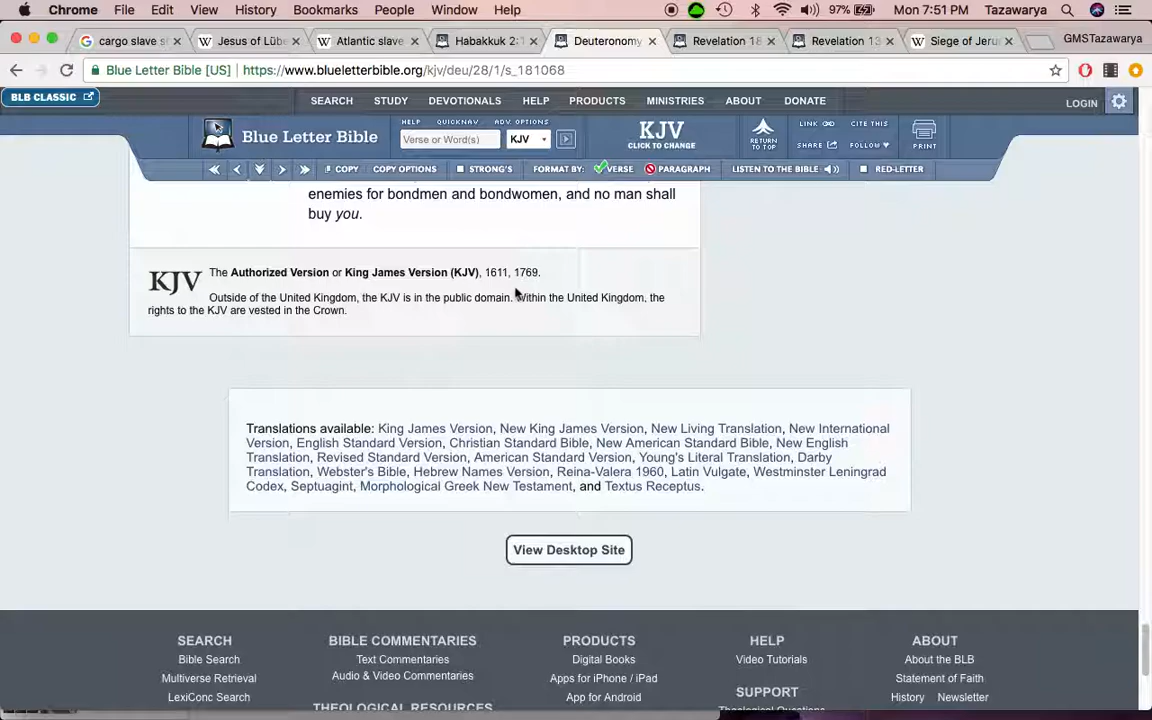 Chrome File Edit View History Bookmarks People Window Help 97% Mon 7:51 PM Tazawarya
cargo slave s Jesus of Lübe Atlantic slave Habakkuk 2:1 Deuteronomy Revelation 18 Revelation 13 Siege of Jeru GMSTazawarya
Blue Letter Bible [US] https://www.blueletterbible.org/kjv/deu/28/1/s_181068
BLB CLASSIC SEARCH STUDY DEVOTIONALS HELP PRODUCTS MINISTRIES ABOUT DONATE LOGIN
HELP QUICKNAV ADV. OPTIONS
Blue Letter Bible Verse or Word(s) KJV
KJV
CLICK TO CHANGE
RETURN TO TOP
LINK CITE THIS
SHARE FOLLOW
PRINT
COPY COPY OPTIONS STRONG'S FORMAT BY: VERSE PARAGRAPH LISTEN TO THE BIBLE RED-LETTER
enemies for bondmen and bondwomen, and no man shall
buy you.
KJV
The Authorized Version or King James Version (KJV), 1611, 1769.
Outside of the United Kingdom, the KJV is in the public domain. Within the United Kingdom, the
rights to the KJV are vested in the Crown.
Translations available: King James Version, New King James Version, New Living Translation, New International
Version, English Standard Version, Christian Standard Bible, New American Standard Bible, New English
Translation, Revised Standard Version, American Standard Version, Young's Literal Translation, Darby
Translation, Webster's Bible, Hebrew Names Version, Reina-Valera 1960, Latin Vulgate, Westminster Leningrad
Codex, Septuagint, Morphological Greek New Testament, and Textus Receptus.
View Desktop Site
SEARCH BIBLE COMMENTARIES PRODUCTS HELP ABOUT
Bible Search Text Commentaries Digital Books Video Tutorials About the BLB
Multiverse Retrieval Audio & Video Commentaries Apps for iPhone / iPad Statement of Faith
LexiConc Search App for Android SUPPORT History Newsletter
THEOLOGICAL RESOURCES Theological Questions